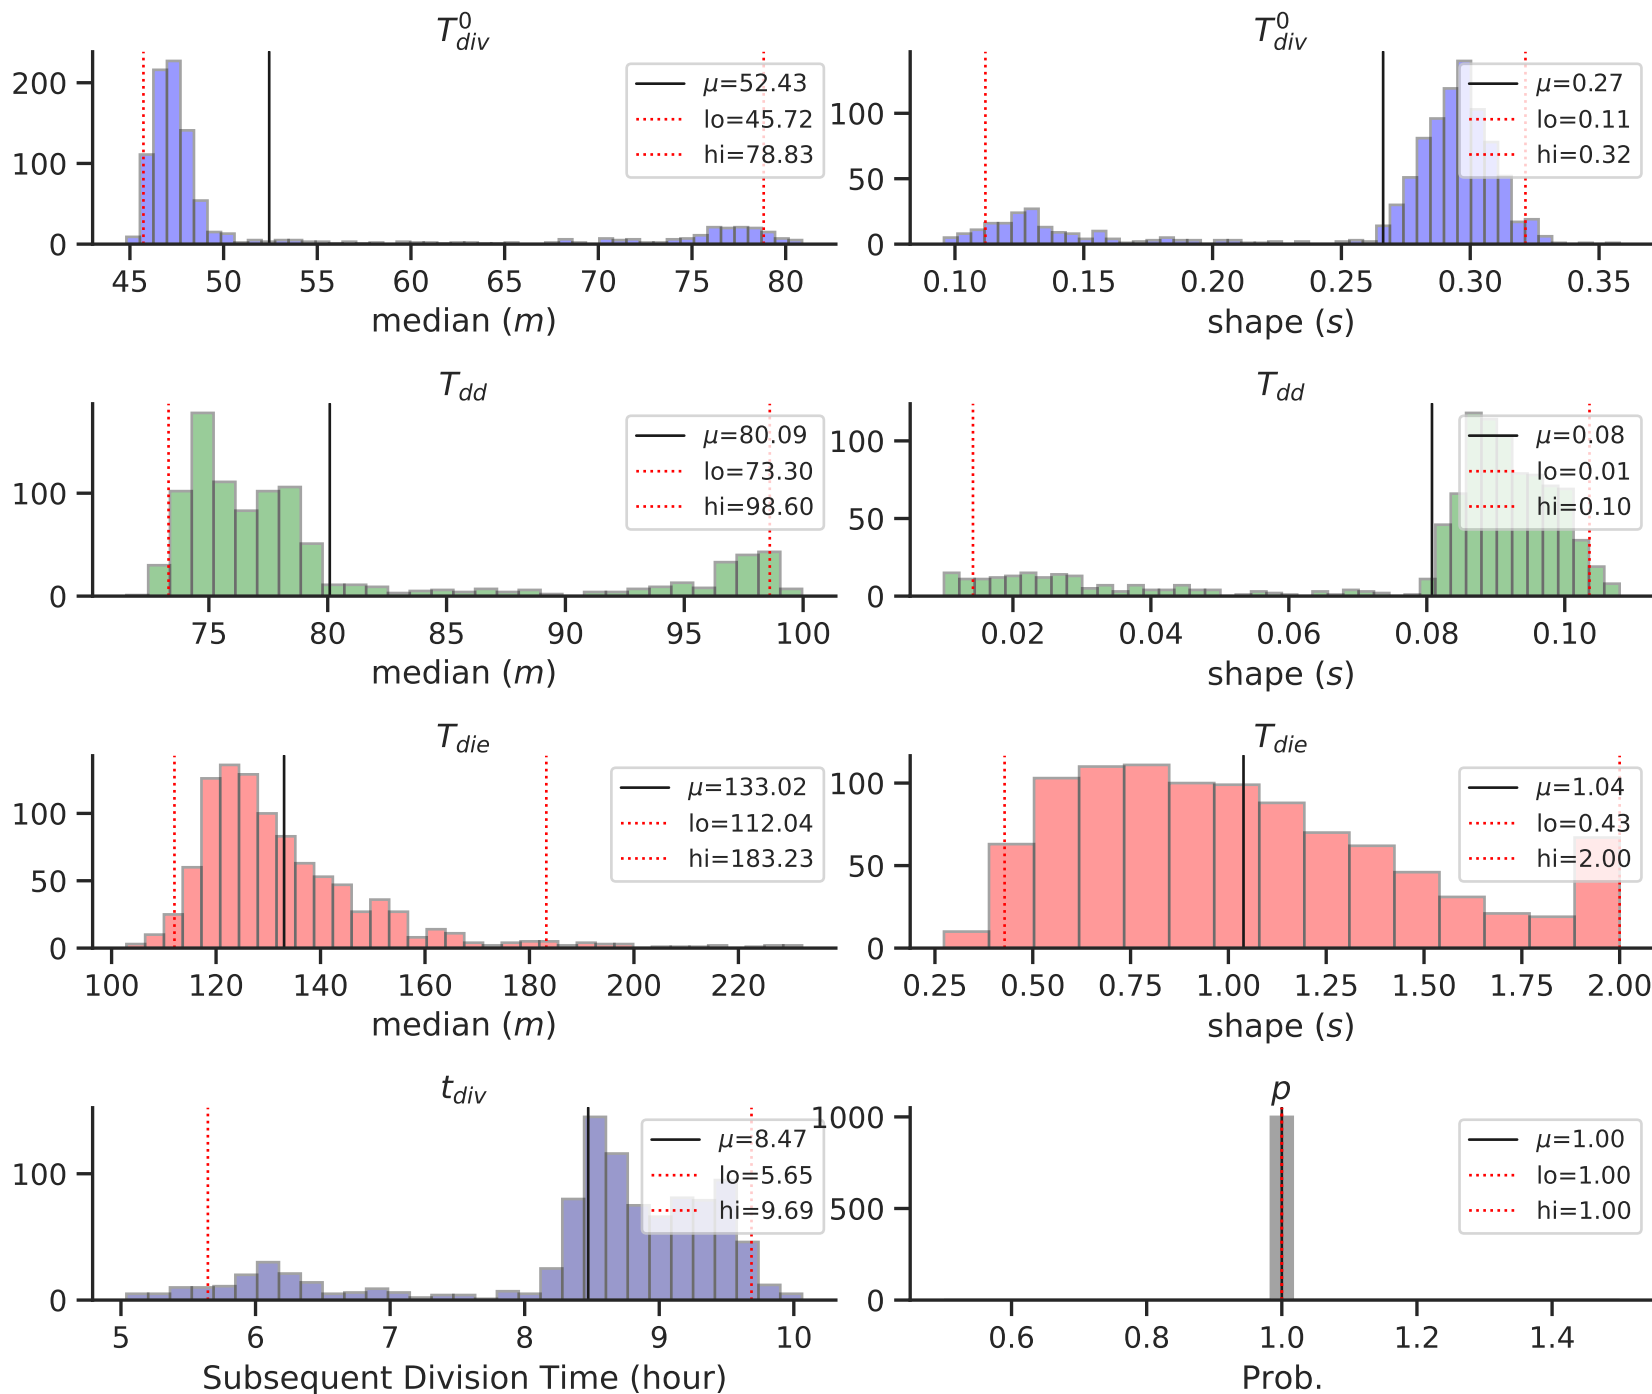 T⁰div
200
100
0
45 50 55 60 65 70 75 80
median (m)
μ=52.43
lo=45.72
hi=78.83
T⁰div
100
50
0
0.10 0.15 0.20 0.25 0.30 0.35
shape (s)
μ=0.27
lo=0.11
hi=0.32
Tdd
100
0
75 80 85 90 95 100
median (m)
μ=80.09
lo=73.30
hi=98.60
Tdd
100
50
0
0.02 0.04 0.06 0.08 0.10
shape (s)
μ=0.08
lo=0.01
hi=0.10
Tdie
100
50
0
100 120 140 160 180 200 220
median (m)
μ=133.02
lo=112.04
hi=183.23
Tdie
100
50
0
0.25 0.50 0.75 1.00 1.25 1.50 1.75 2.00
shape (s)
μ=1.04
lo=0.43
hi=2.00
tdiv
100
0
5 6 7 8 9 10
Subsequent Division Time (hour)
μ=8.47
lo=5.65
hi=9.69
p
1000
500
0
0.6 0.8 1.0 1.2 1.4
Prob.
μ=1.00
lo=1.00
hi=1.00